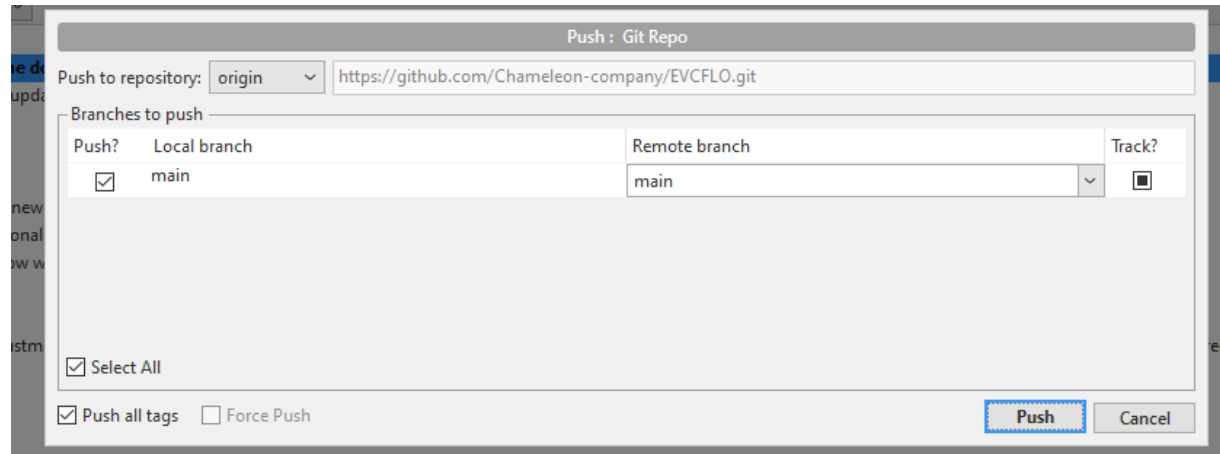 Push : Git Repo
Push to repository: origin https://github.com/Chameleon-company/EVCFLO.git
Branches to push
Push? Local branch Remote branch Track?
main main
new
Select All
Push all tags Force Push Push Cancel